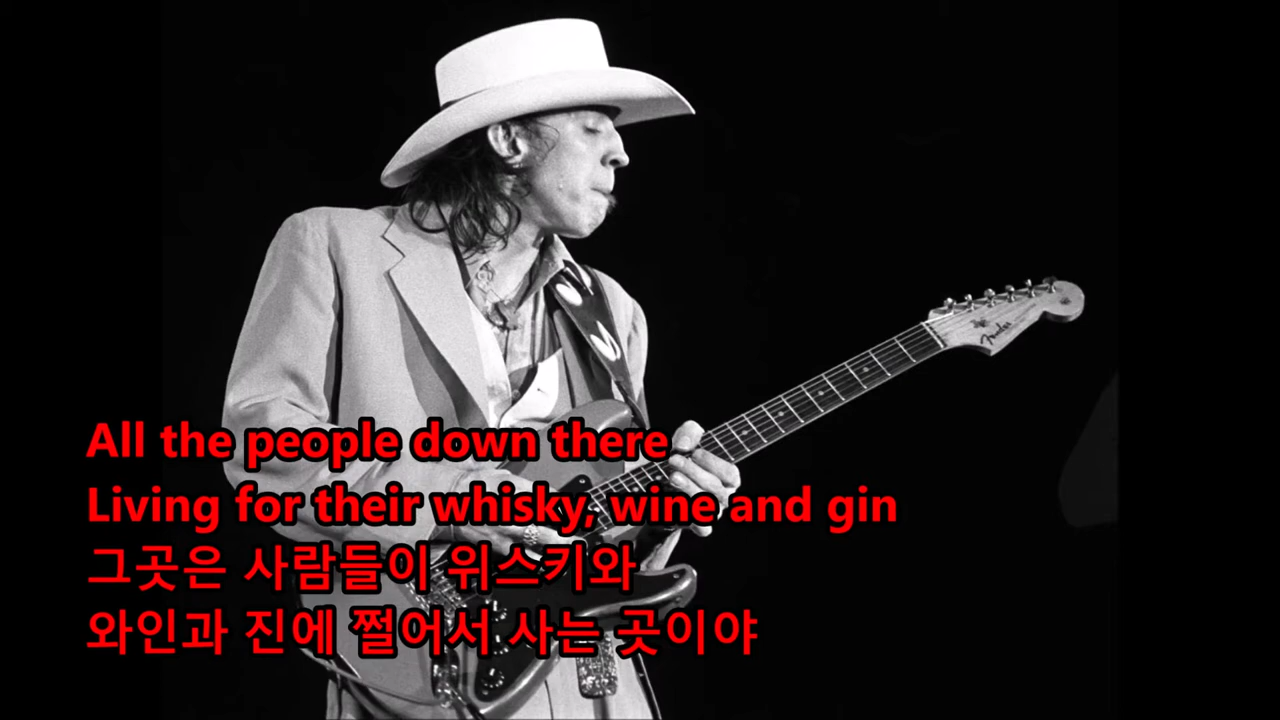 Fender
All the people down there
Living for their whisky, wine and gin
그곳은 사람들이 위스키와
와인과 진에 쩔어서 사는 곳이야